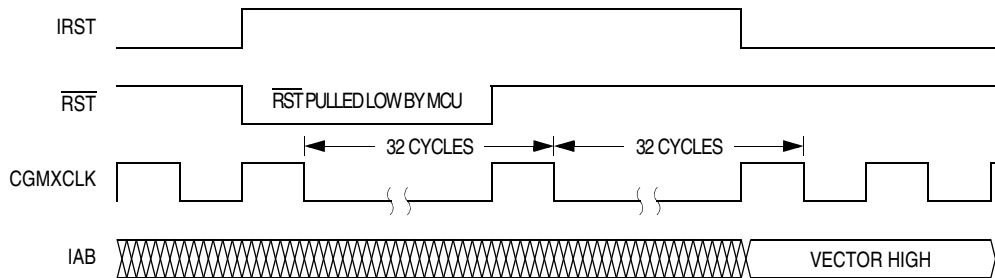 IRST
RST
RST PULLED LOW BY MCU
32 CYCLES
32 CYCLES
CGMXCLK
IAB
VECTOR HIGH